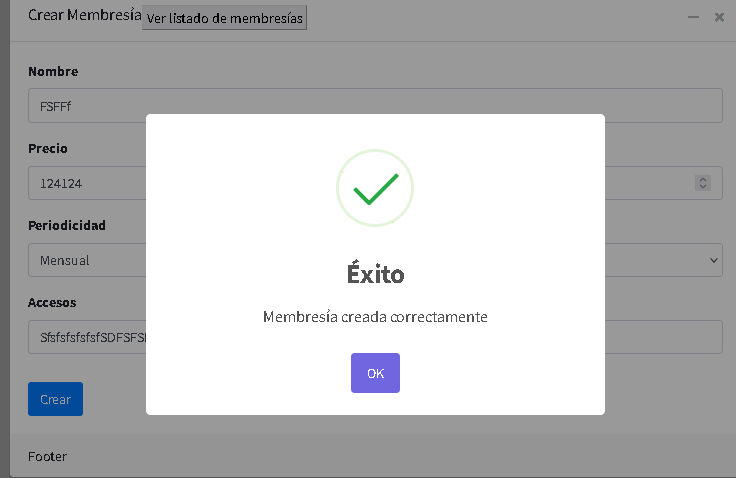 Crear Membresía Ver listado de membresías
Nombre
FSFFf
Precio
124124
Periodicidad
Mensual
Accesos
Crear
Footer
Éxito
Membresía creada correctamente
OK